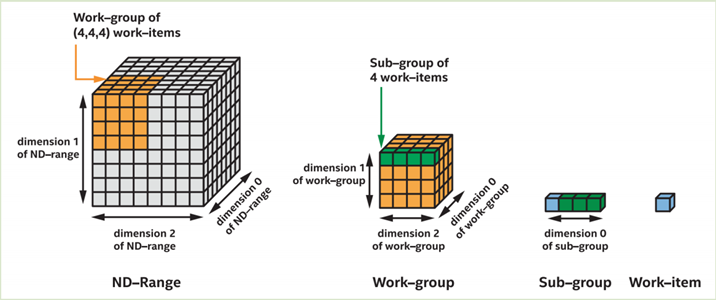 Work–group of
(4,4,4) work–items
dimension 1
of ND–range
dimension 2
of ND–range
dimension 0
of ND–range
ND–Range
Sub–group of
4 work–items
dimension 1
of work–group
dimension 2
of work–group
dimension 0
of work–group
Work–group
dimension 0
of sub–group
Sub–group
Work–item